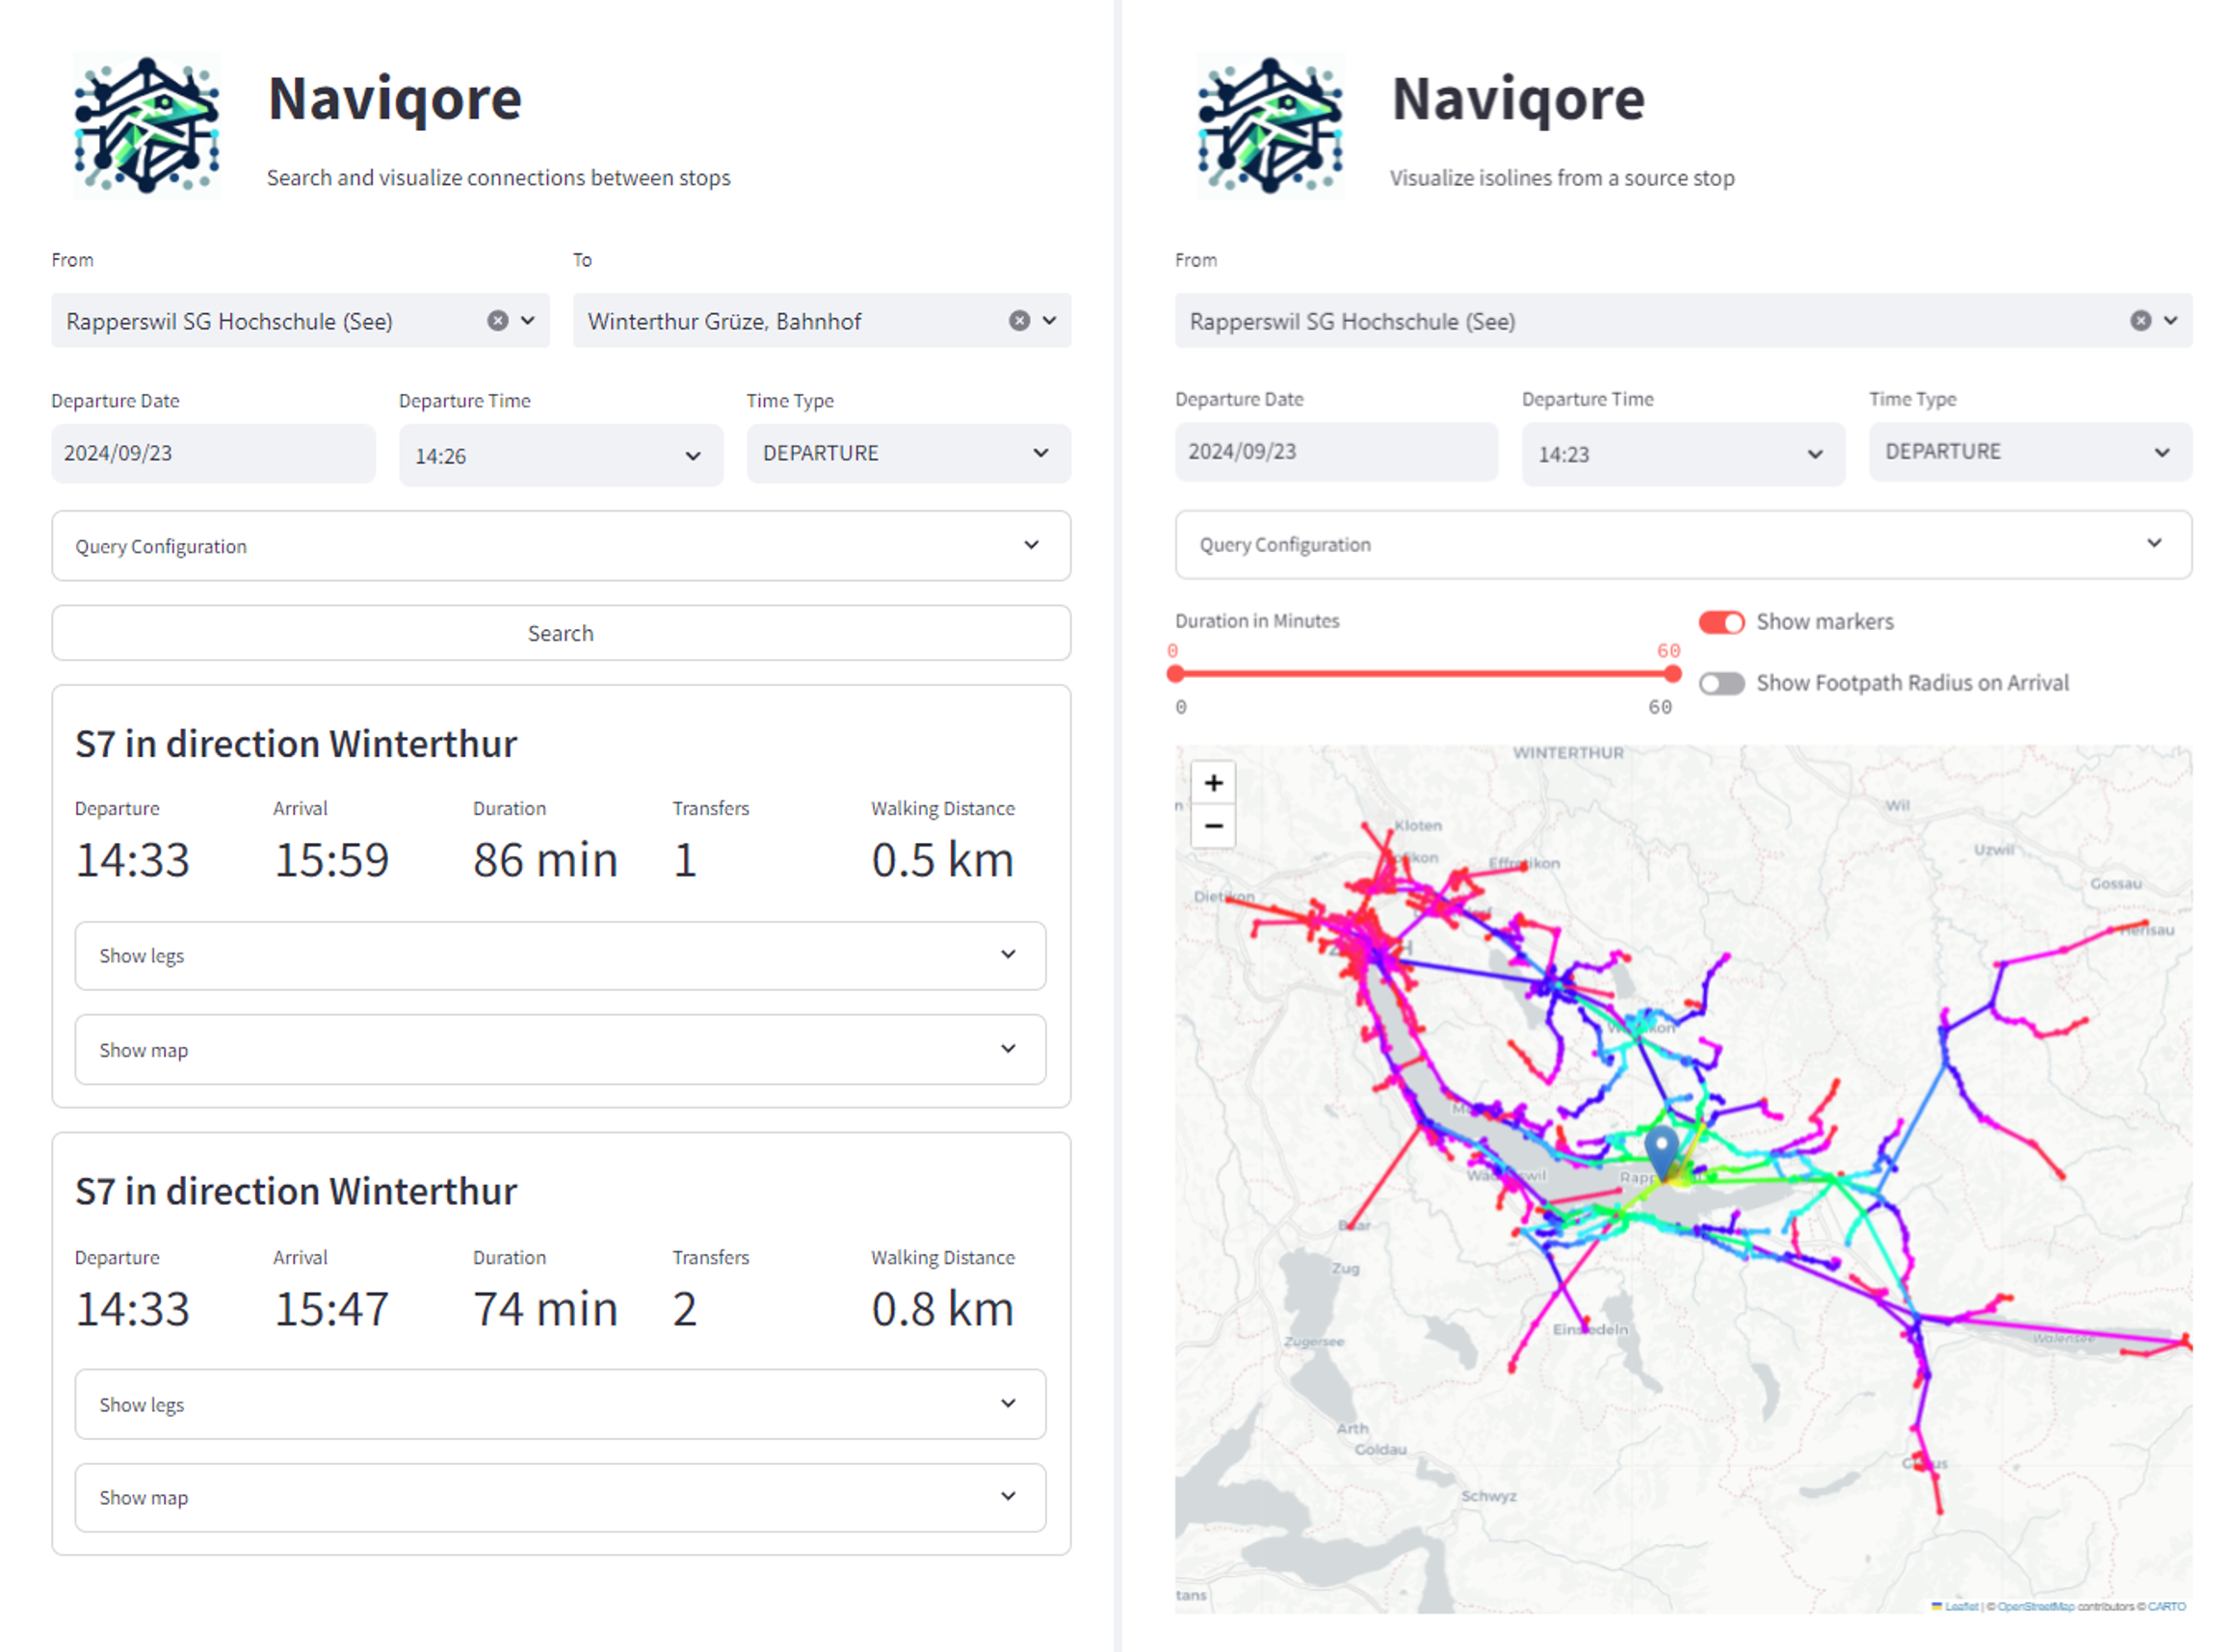 Naviqore
Search and visualize connections between stops
From To
Rapperswil SG Hochschule (See) Winterthur Grüze, Bahnhof
Departure Date Departure Time Time Type
2024/09/23 14:26 DEPARTURE
Query Configuration
Search
S7 in direction Winterthur
Departure Arrival Duration Transfers Walking Distance
14:33 15:59 86 min 1 0.5 km
Show legs
Show map
S7 in direction Winterthur
Departure Arrival Duration Transfers Walking Distance
14:33 15:47 74 min 2 0.8 km
Show legs
Show map
Naviqore
Visualize isolines from a source stop
From
Rapperswil SG Hochschule (See)
Departure Date Departure Time Time Type
2024/09/23 14:23 DEPARTURE
Query Configuration
Duration in Minutes
0 60
0 60
Show markers
Show Footpath Radius on Arrival
+
−
WINTERTHUR
Wil
Kloten
Uzwil
Effretikon
Gossau
Dietikon
Herisau
Zug
Einsiedeln
Zugersee
Walensee
Arth
Goldau
Schwyz
tans
Leaflet | © OpenStreetMap contributors © CARTO